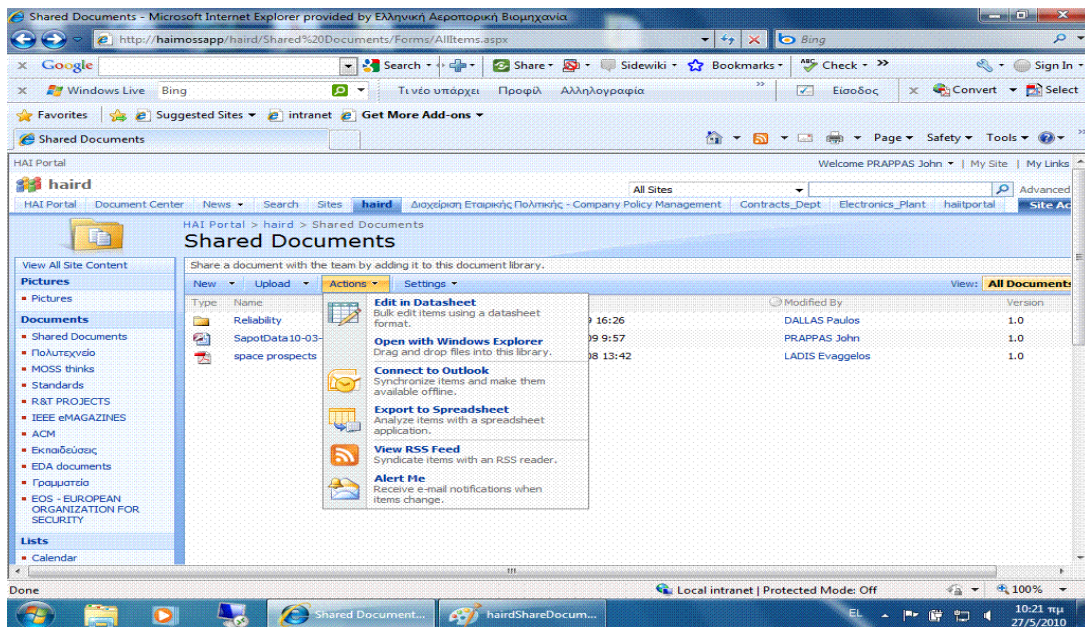 Shared Documents - Microsoft Internet Explorer provided by Ελληνική Αεροπορική Βιομηχανία
http://haimossapp/haird/Shared%20Documents/Forms/AllItems.aspx
Bing
Google
Search
Share
Sidewiki
Bookmarks
Check
Sign In
Windows Live
Bing
Τι νέο υπάρχει
Προφίλ
Αλληλογραφία
Είσοδος
Convert
Select
Favorites
Suggested Sites
intranet
Get More Add-ons
Shared Documents
Page
Safety
Tools
HAI Portal
Welcome PRAPPAS John
My Site
My Links
haird
All Sites
Advanced
HAI Portal
Document Center
News
Search
Sites
haird
Διαχείριση Εταιρικής Πολιτικής - Company Policy Management
Contracts_Dept
Electronics_Plant
haiitportal
Site Ac
HAI Portal > haird > Shared Documents
Shared Documents
View All Site Content
Share a document with the team by adding it to this document library.
Pictures
Pictures
Documents
Shared Documents
Πολυτεχνείο
MOSS thinks
Standards
R&T PROJECTS
IEEE eMAGAZINES
ACM
Εκπαιδεύσεις
EDA documents
Γραμματεία
EOS - EUROPEAN
ORGANIZATION FOR
SECURITY
Lists
Calendar
New
Upload
Actions
Settings
View:
All Documents
Type
Name
Modified By
Version
Reliability
9 16:26
DALLAS Paulos
1.0
SapotData10-03-
09 9:57
PRAPPAS John
1.0
space prospects
08 13:42
LADIS Evaggelos
1.0
Edit in Datasheet
Bulk edit items using a datasheet
format.
Open with Windows Explorer
Drag and drop files into this library.
Connect to Outlook
Synchronize items and make them
available offline.
Export to Spreadsheet
Analyze items with a spreadsheet
application.
View RSS Feed
Syndicate items with an RSS reader.
Alert Me
Receive e-mail notifications when
items change.
Done
Local intranet | Protected Mode: Off
100%
Shared Document...
hairdShareDocum...
EL
10:21 πμ
27/5/2010